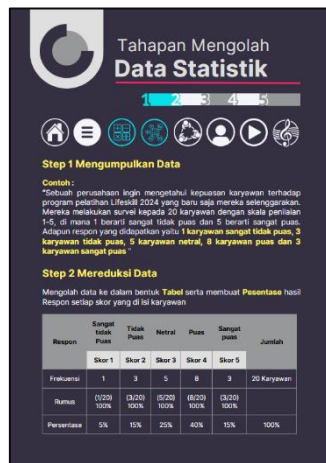 Tahapan Mengolah
Data Statistik
1 2 3 4 5
Step 1 Mengumpulkan Data
Contoh :
"Sebuah perusahaan ingin mengetahui kepuasan karyawan terhadap
program pelatihan Lifeskill 2024 yang baru saja mereka selenggarakan.
Mereka melakukan survei kepada 20 karyawan dengan skala penilaian
1-5, di mana 1 berarti sangat tidak puas dan 5 berarti sangat puas.
Adapun respon yang didapatkan yaitu 1 karyawan sangat tidak puas, 3
karyawan tidak puas, 5 karyawan netral, 8 karyawan puas dan 3
karyawan sangat puas "
Step 2 Mereduksi Data
Mengolah data ke dalam bentuk Tabel serta membuat Pesentase hasil
Respon setiap skor yang di isi karyawan
Respon Sangat tidak Puas Tidak Puas Netral Puas Sangat puas Jumlah
Skor 1 Skor 2 Skor 3 Skor 4 Skor 5
Frekuensi 1 3 5 8 3 20 Karyawan
Rumus (1/20) 100% (3/20) 100% (5/20) 100% (8/20) 100% (3/20) 100%
Persentase 5% 15% 25% 40% 15% 100%